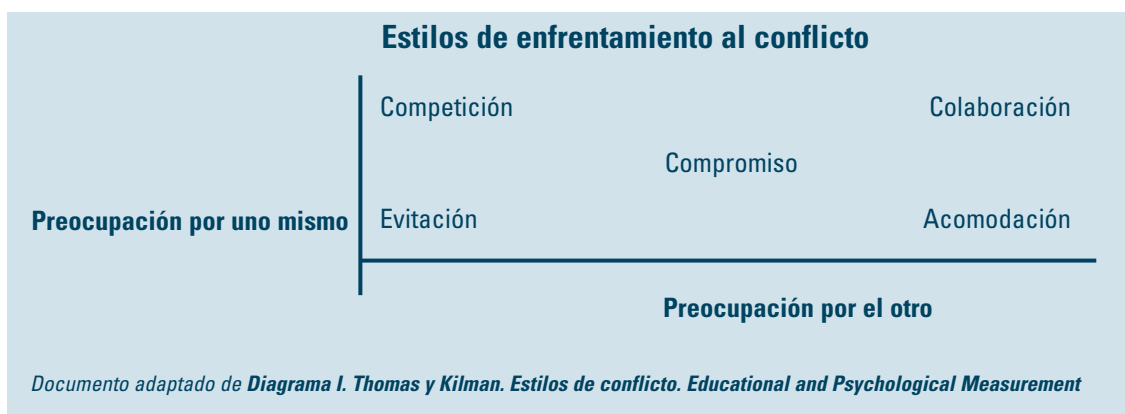 Estilos de enfrentamiento al conflicto
Competición Colaboración
Compromiso
Preocupación por uno mismo Evitación Acomodación
Preocupación por el otro
Documento adaptado de Diagrama I. Thomas y Kilman. Estilos de conflicto. Educational and Psychological Measurement